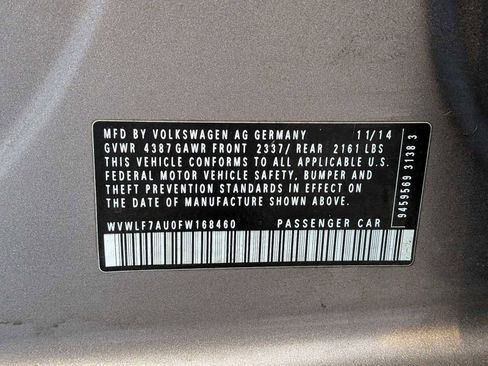 MFD BY VOLKSWAGEN AG GERMANY 11/14
GVWR 4387 GAWR FRONT 2337/ REAR 2161 LBS
THIS VEHICLE CONFORMS TO ALL APPLICABLE U.S.
FEDERAL MOTOR VEHICLE SAFETY, BUMPER AND
THEFT PREVENTION STANDARDS IN EFFECT ON
THE DATE OF MANUFACTURE SHOWN ABOVE.
WVWLF7AU0FW168460 PASSENGER CAR
9459569 3138 3